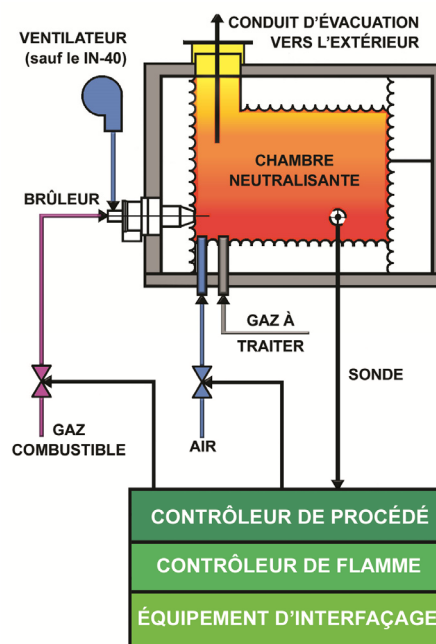 CONDUIT D'ÉVACUATION
VERS L'EXTÉRIEUR
VENTILATEUR
(sauf le IN-40)
CHAMBRE
NEUTRALISANTE
BRÛLEUR
GAZ À
TRAITER
SONDE
GAZ
COMBUSTIBLE
AIR
CONTRÔLEUR DE PROCÉDÉ
CONTRÔLEUR DE FLAMME
ÉQUIPEMENT D'INTERFAÇAGE